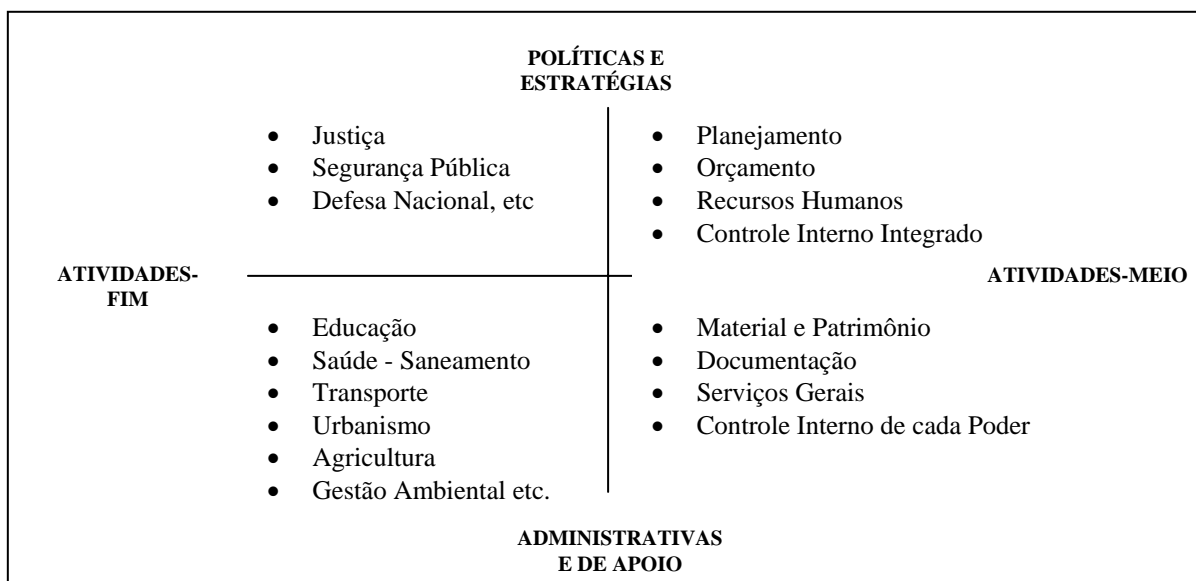 POLÍTICAS E
ESTRATÉGIAS
• Justiça
• Segurança Pública
• Defesa Nacional, etc
• Planejamento
• Orçamento
• Recursos Humanos
• Controle Interno Integrado
ATIVIDADES-
FIM
ATIVIDADES-MEIO
• Educação
• Saúde - Saneamento
• Transporte
• Urbanismo
• Agricultura
• Gestão Ambiental etc.
• Material e Patrimônio
• Documentação
• Serviços Gerais
• Controle Interno de cada Poder
ADMINISTRATIVAS
E DE APOIO